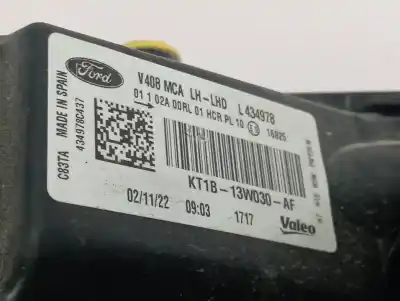 Ford
V408 MCA LH-LHD L434978
01 1 02A 00RL 01 HCR PL 10
16825
C83TA MADE IN SPAIN
434978C437
KT1B-13W030-AF
02/11/22 09:03 1717
Valeo